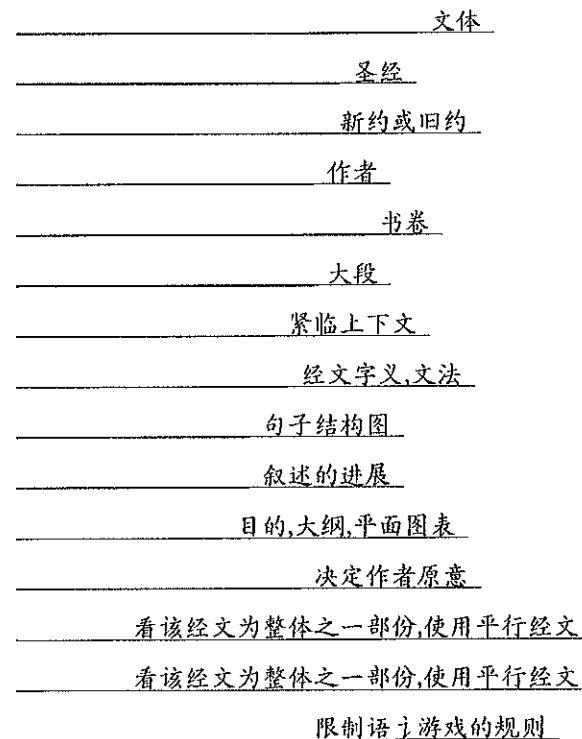 文体
圣经
新约或旧约
作者
书卷
大段
紧临上下文
经文字义,文法
句子结构图
叙述的进展
目的,大纲,平面图表
决定作者原意
看该经文为整体之一部份,使用平行经文
看该经文为整体之一部份,使用平行经文
限制语 游戏的规则